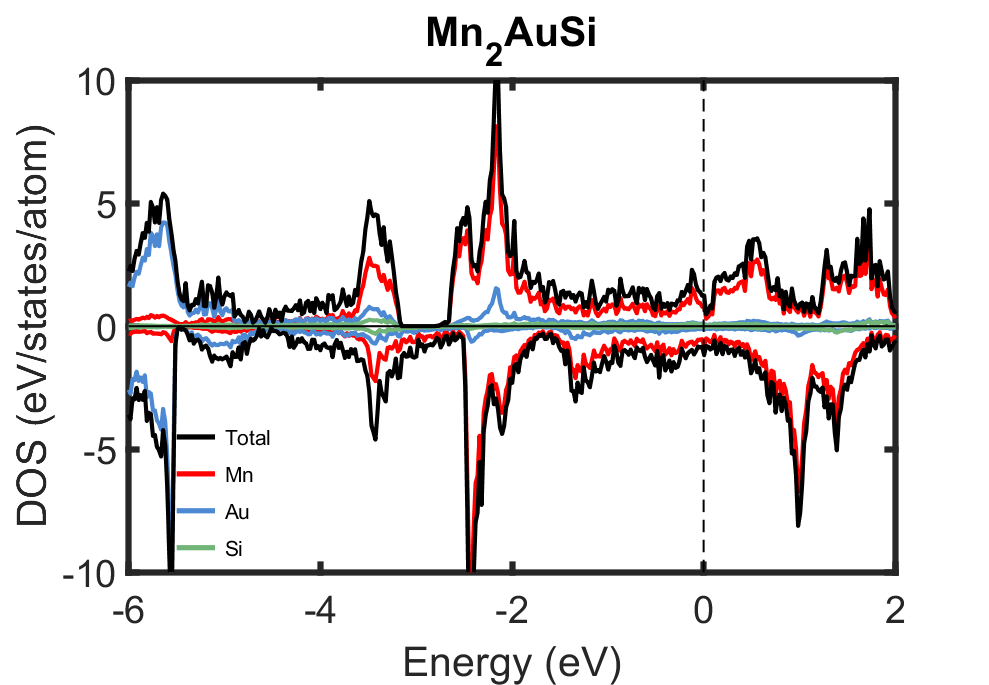 Mn₂AuSi
DOS (eV/states/atom)
10
5
0
-5
-10
Total
Mn
Au
Si
-6 -4 -2 0 2
Energy (eV)